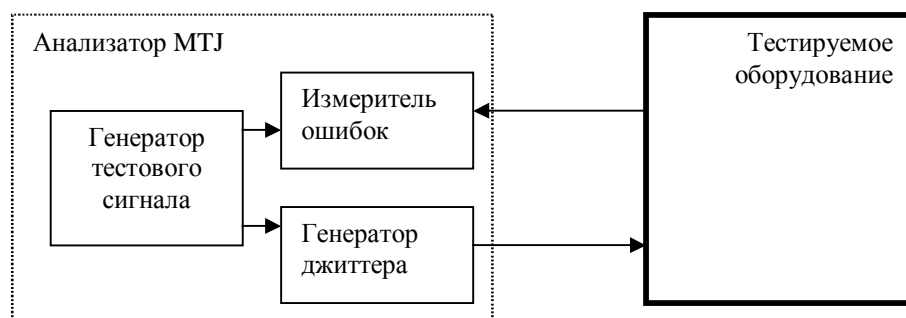 Анализатор MTJ
Тестируемое
оборудование
Измеритель
ошибок
Генератор
тестового
сигнала
Генератор
джиттера